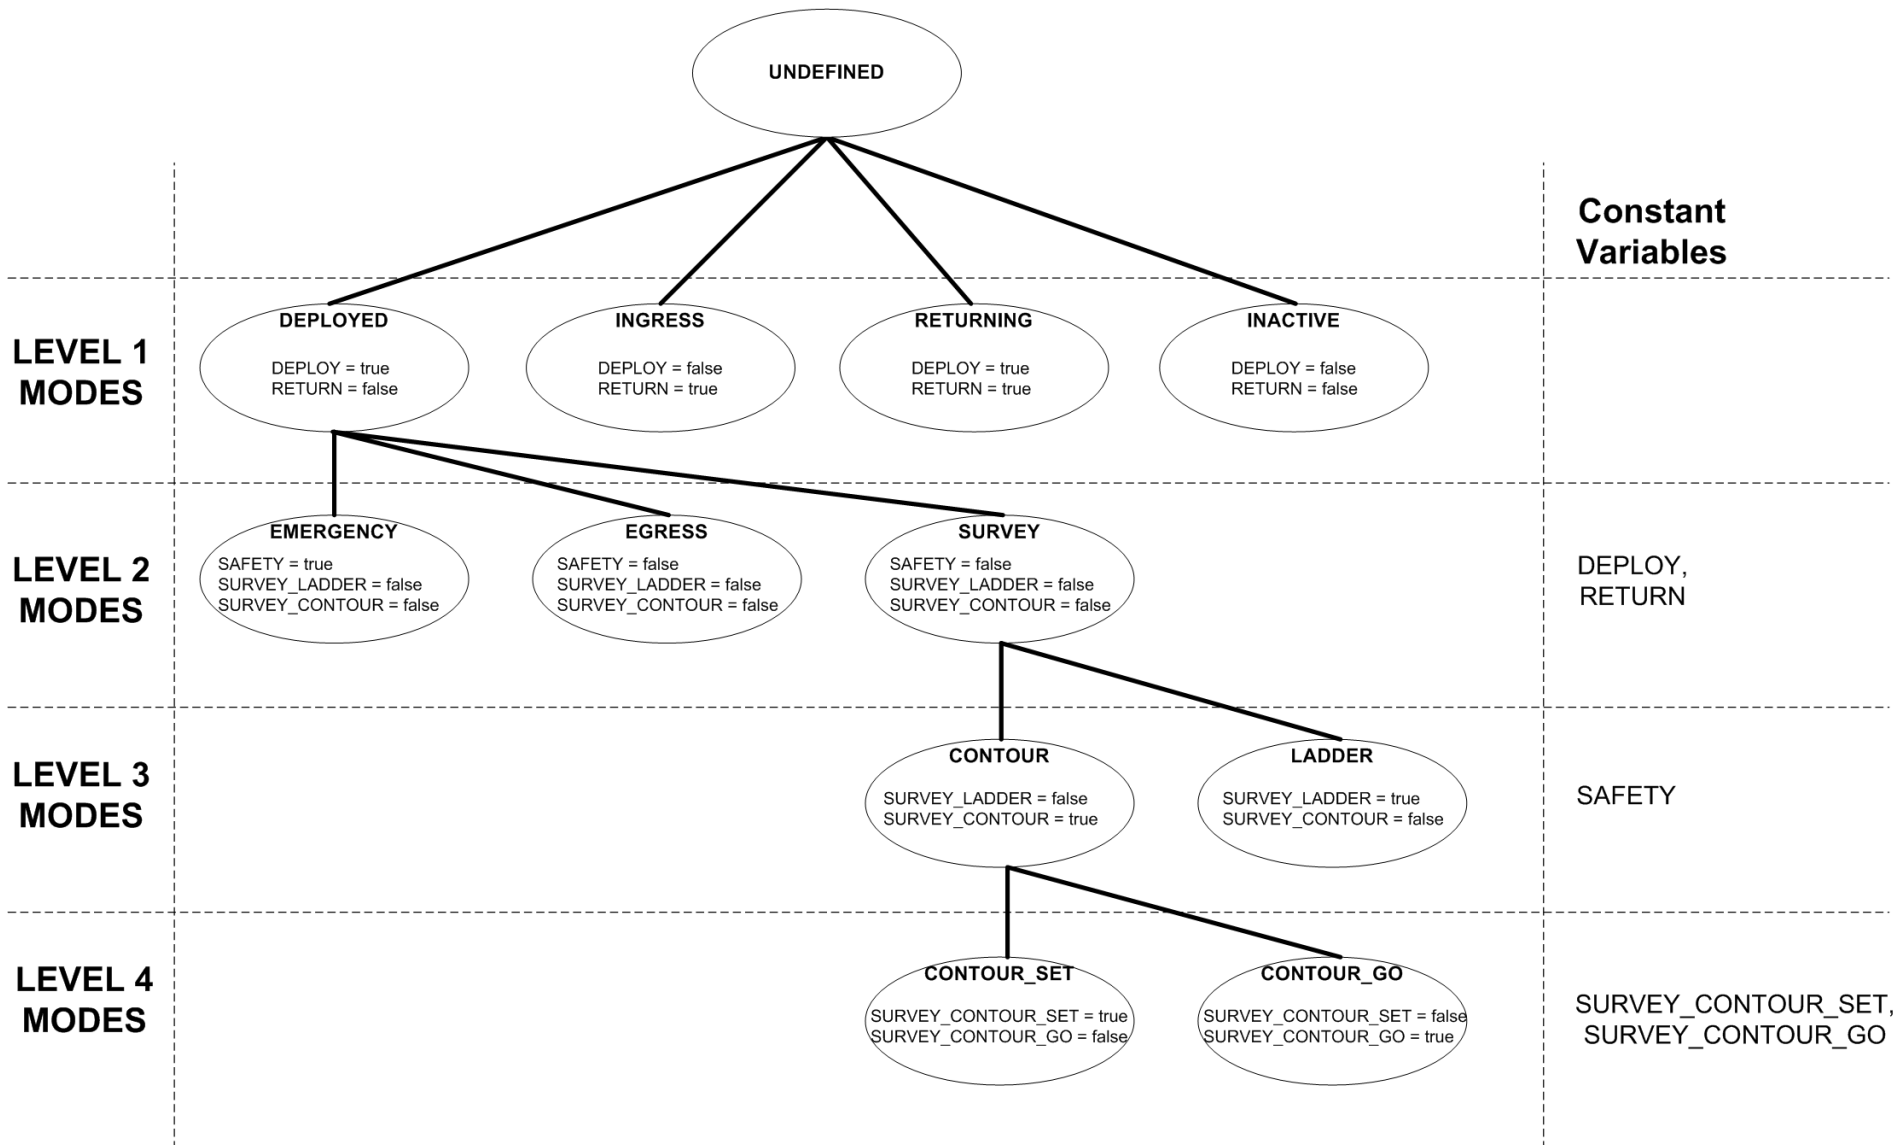 UNDEFINED
Constant
Variables
LEVEL 1
MODES
DEPLOYED
DEPLOY = true
RETURN = false
INGRESS
DEPLOY = false
RETURN = true
RETURNING
DEPLOY = true
RETURN = true
INACTIVE
DEPLOY = false
RETURN = false
LEVEL 2
MODES
EMERGENCY
SAFETY = true
SURVEY_LADDER = false
SURVEY_CONTOUR = false
EGRESS
SAFETY = false
SURVEY_LADDER = false
SURVEY_CONTOUR = false
SURVEY
SAFETY = false
SURVEY_LADDER = false
SURVEY_CONTOUR = false
DEPLOY,
RETURN
LEVEL 3
MODES
CONTOUR
SURVEY_LADDER = false
SURVEY_CONTOUR = true
LADDER
SURVEY_LADDER = true
SURVEY_CONTOUR = false
SAFETY
LEVEL 4
MODES
CONTOUR_SET
SURVEY_CONTOUR_SET = true
SURVEY_CONTOUR_GO = false
CONTOUR_GO
SURVEY_CONTOUR_SET = false
SURVEY_CONTOUR_GO = true
SURVEY_CONTOUR_SET,
SURVEY_CONTOUR_GO